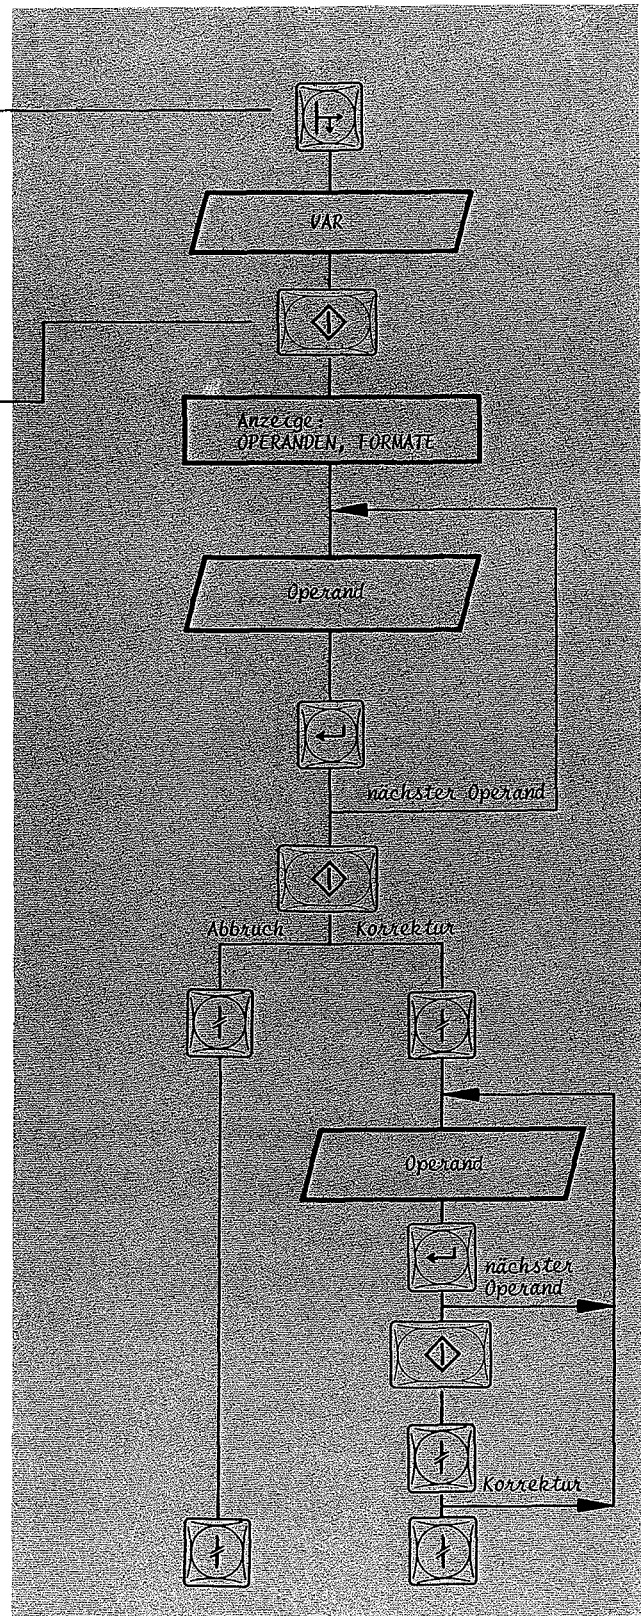 VAR
Anzeige:
OPERANDEN, FORMATE
Operand
nächster Operand
Abbruch Korrektur
Operand
nächster
Operand
Korrektur